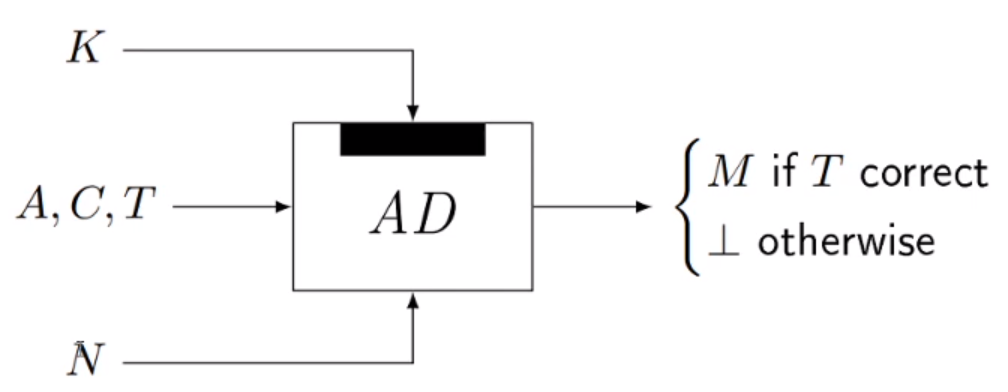 K
A, C, T
AD
M if T correct
⊥ otherwise
N